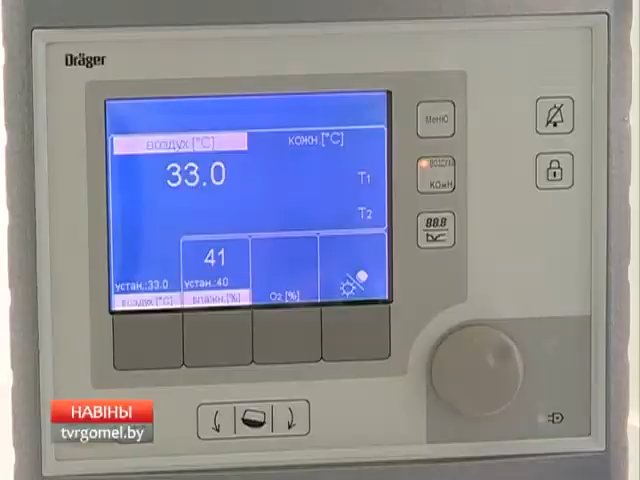 Dräger
воздух [°C] кожн.[°C]
33.0
T1
T2
41
устан.:33.0 устан.:40
воздух [°C] влажн.[%] O2 [%]
Меню
ВОЗДУХ
КОЖН
88.8
НАВІНЫ
tvrgomel.by